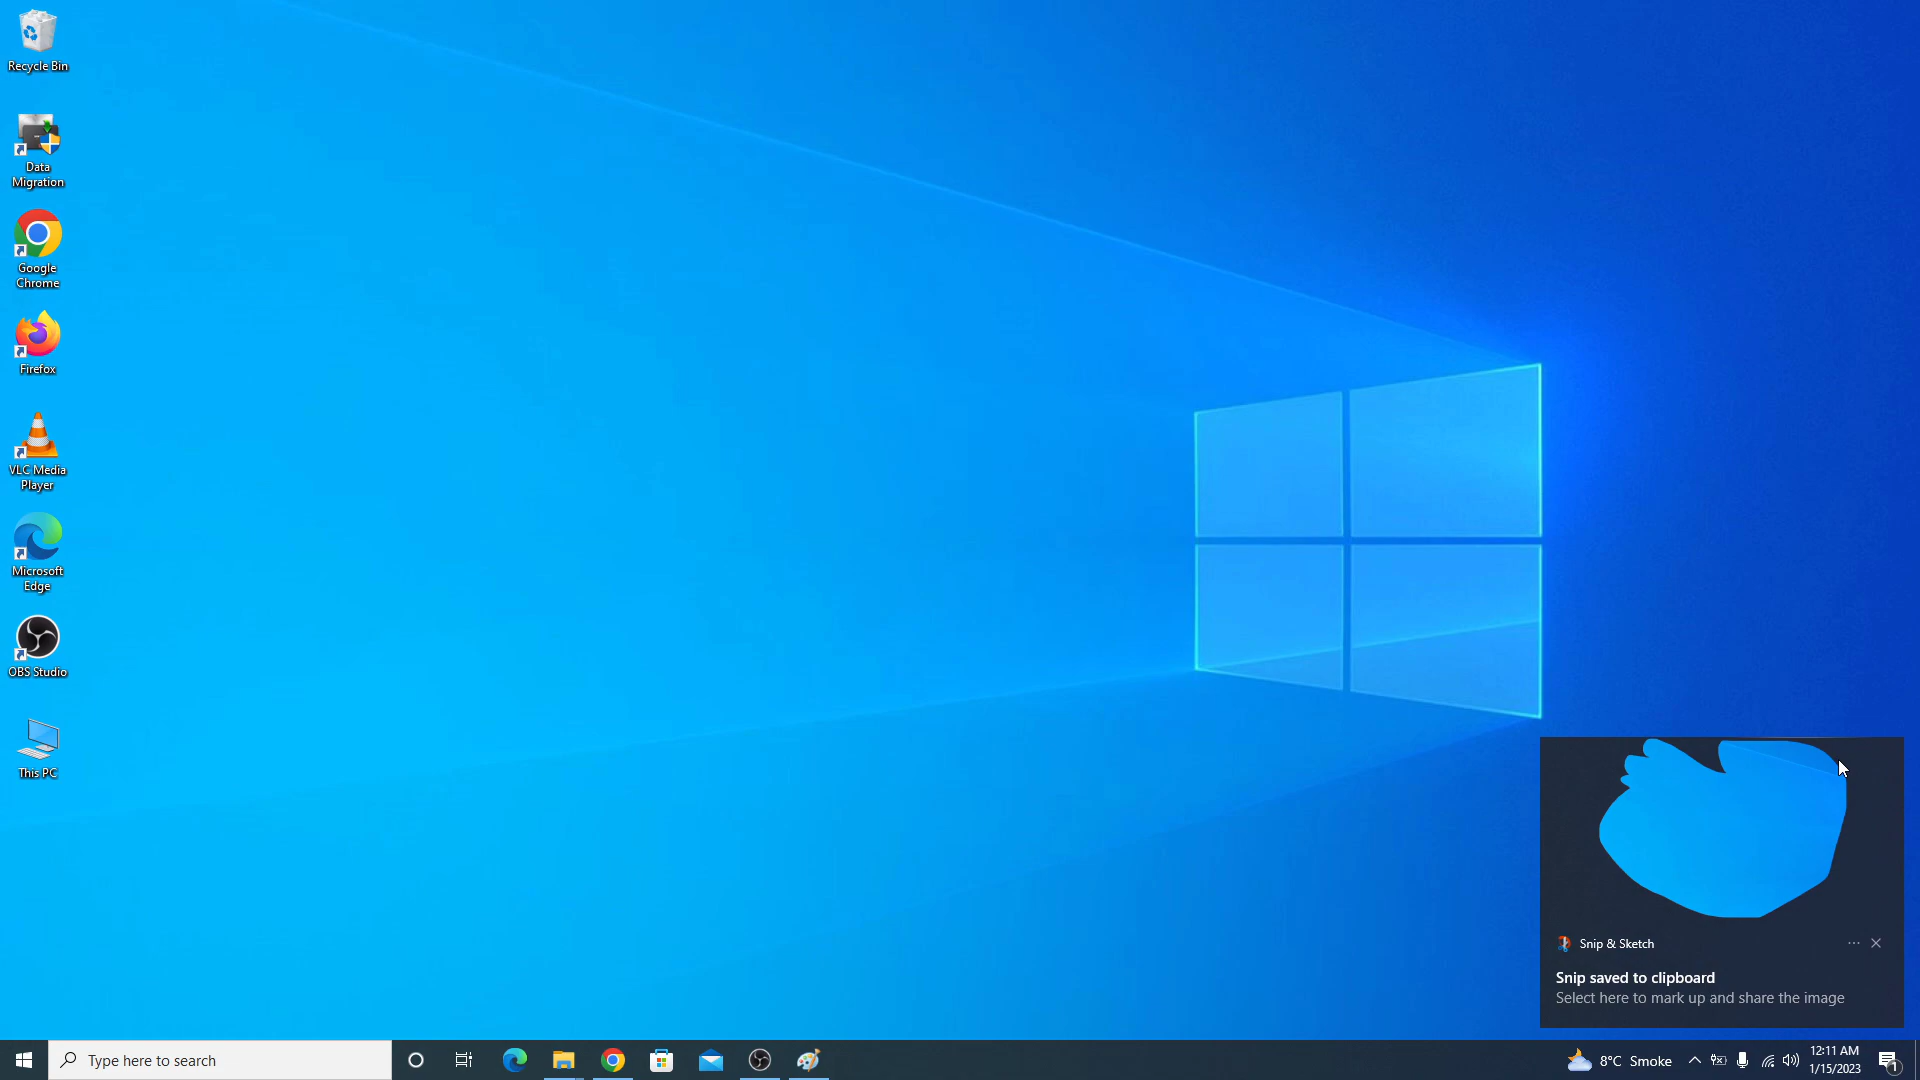 Recycle Bin
Data
Migration
Google
Chrome
Firefox
VLC Media
Player
Microsoft
Edge
OBS Studio
This PC
Snip & Sketch
Snip saved to clipboard
Select here to mark up and share the image
Type here to search
8°C Smoke
12:11 AM
1/15/2023
1